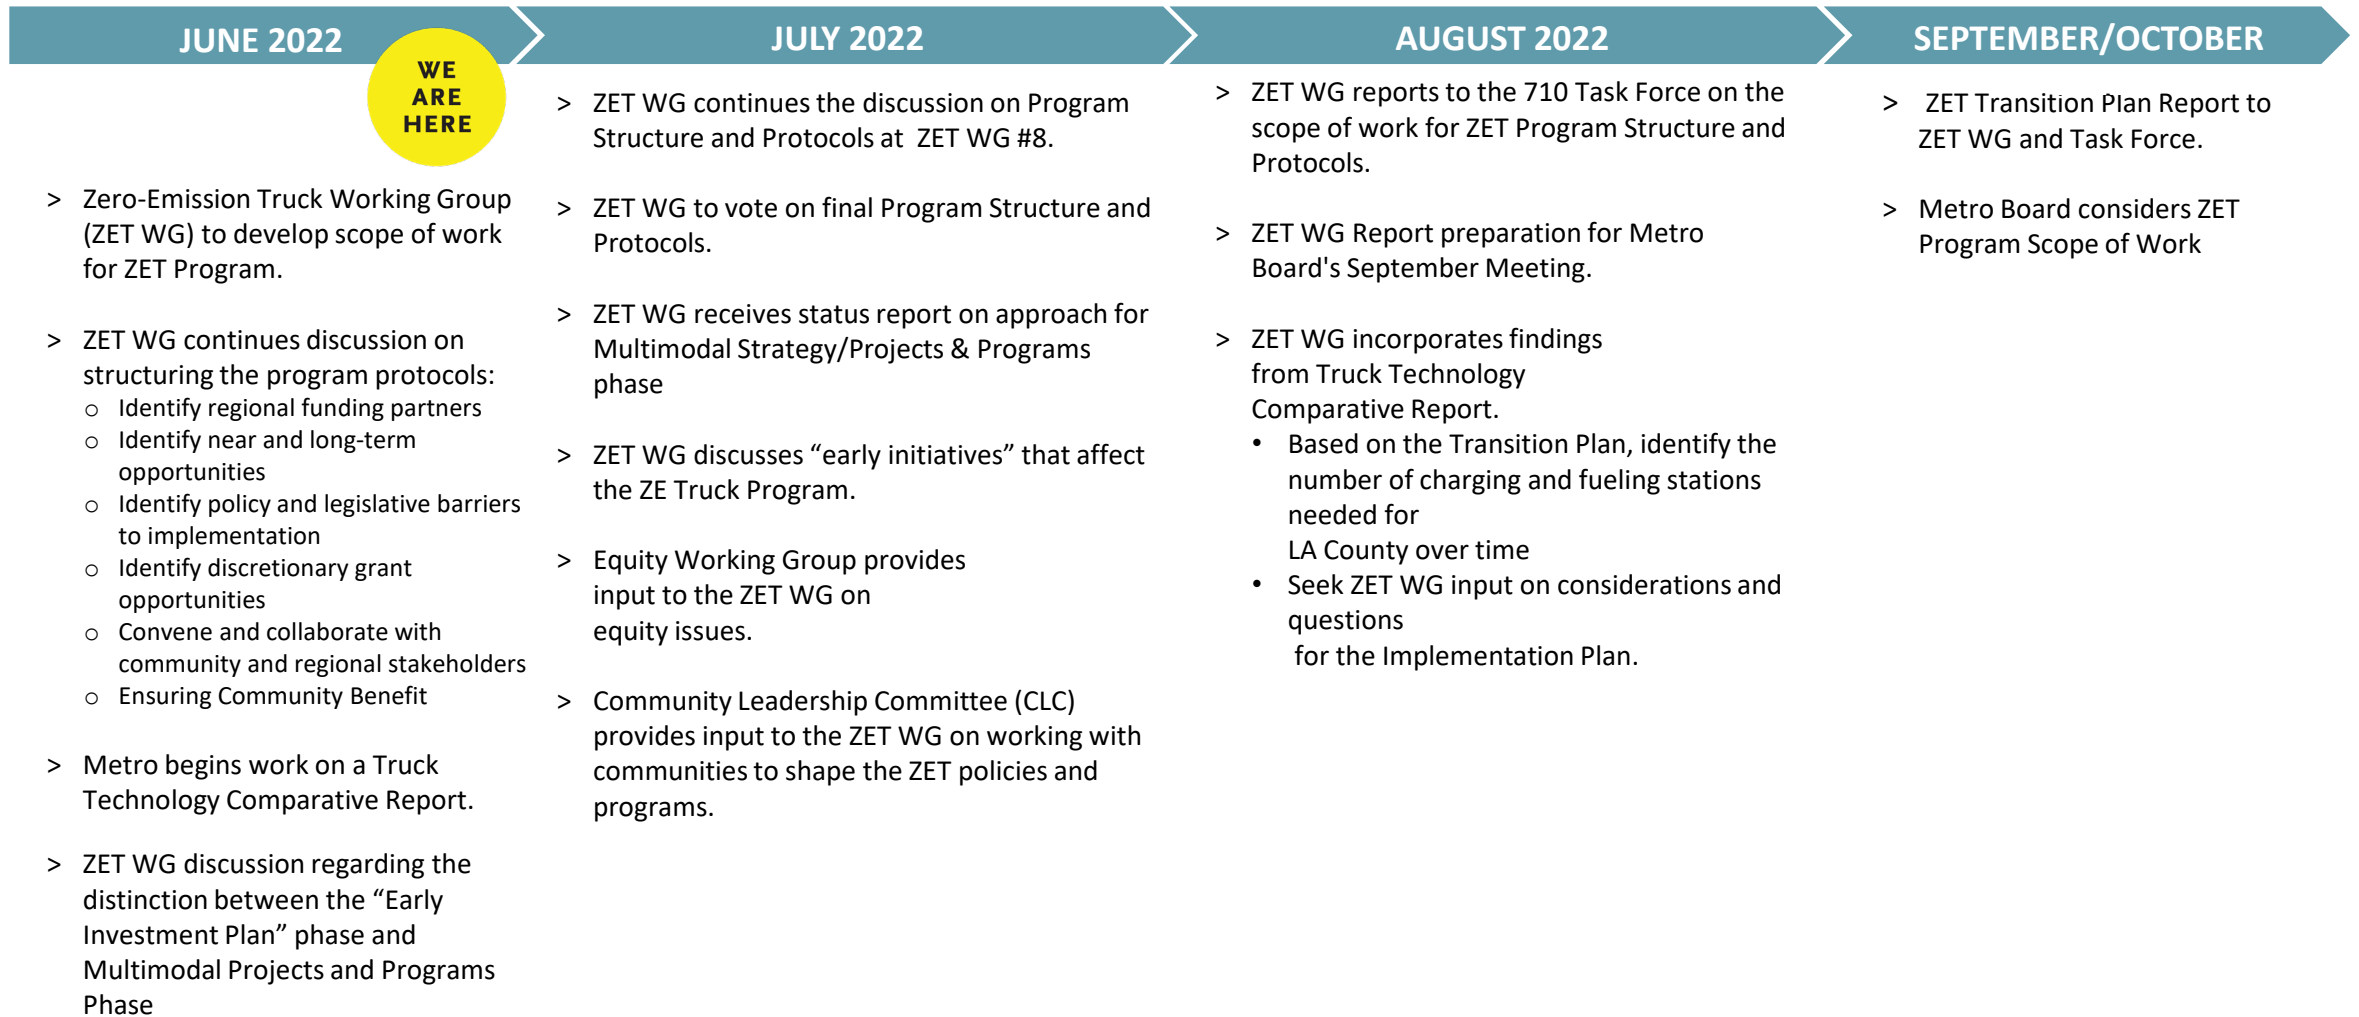 JUNE 2022
WE
ARE
HERE
> Zero-Emission Truck Working Group
(ZET WG) to develop scope of work
for ZET Program.
> ZET WG continues discussion on
structuring the program protocols:
o Identify regional funding partners
o Identify near and long-term
opportunities
o Identify policy and legislative barriers
to implementation
o Identify discretionary grant
opportunities
o Convene and collaborate with
community and regional stakeholders
o Ensuring Community Benefit
> Metro begins work on a Truck
Technology Comparative Report.
> ZET WG discussion regarding the
distinction between the “Early
Investment Plan” phase and
Multimodal Projects and Programs
Phase
JULY 2022
> ZET WG continues the discussion on Program
Structure and Protocols at ZET WG #8.
> ZET WG to vote on final Program Structure and
Protocols.
> ZET WG receives status report on approach for
Multimodal Strategy/Projects & Programs
phase
> ZET WG discusses “early initiatives” that affect
the ZE Truck Program.
> Equity Working Group provides
input to the ZET WG on
equity issues.
> Community Leadership Committee (CLC)
provides input to the ZET WG on working with
communities to shape the ZET policies and
programs.
AUGUST 2022
> ZET WG reports to the 710 Task Force on the
scope of work for ZET Program Structure and
Protocols.
> ZET WG Report preparation for Metro
Board's September Meeting.
> ZET WG incorporates findings
from Truck Technology
Comparative Report.
• Based on the Transition Plan, identify the
number of charging and fueling stations
needed for
LA County over time
• Seek ZET WG input on considerations and
questions
for the Implementation Plan.
SEPTEMBER/OCTOBER
> ZET Transition Plan Report to
ZET WG and Task Force.
> Metro Board considers ZET
Program Scope of Work